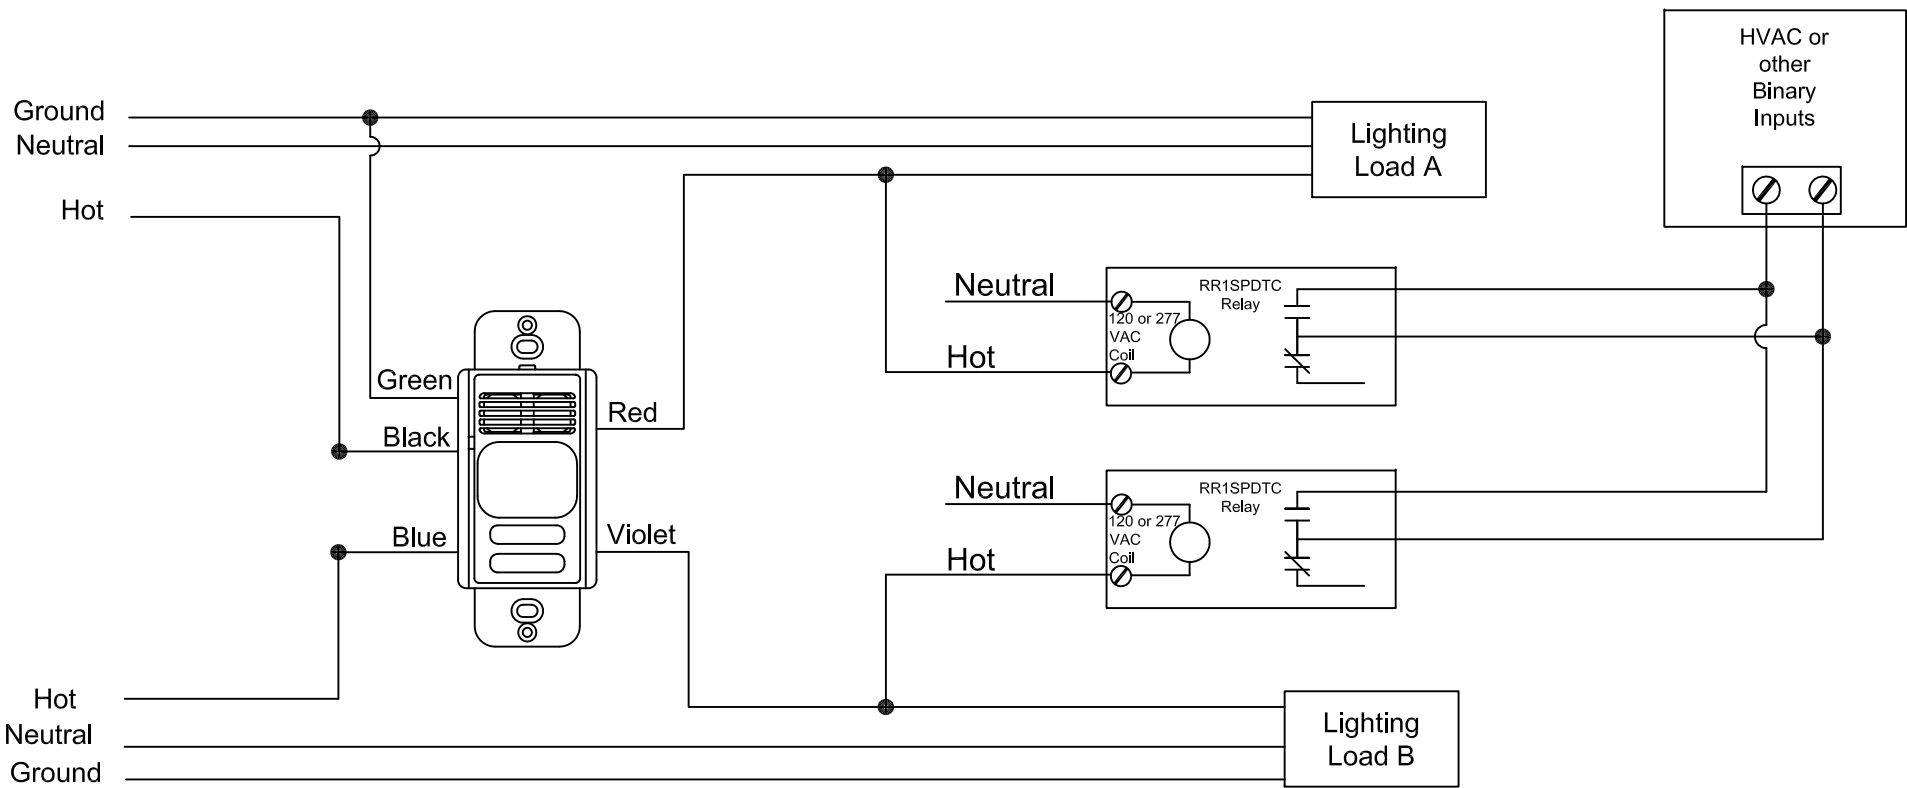 HVAC or
other
Binary
Inputs
Ground
Neutral
Hot
Lighting
Load A
Neutral
RR1SPDTC
Relay
120 or 277
VAC
Coil
Hot
Green
Red
Black
Blue
Violet
Neutral
RR1SPDTC
Relay
120 or 277
VAC
Coil
Hot
Hot
Neutral
Ground
Lighting
Load B